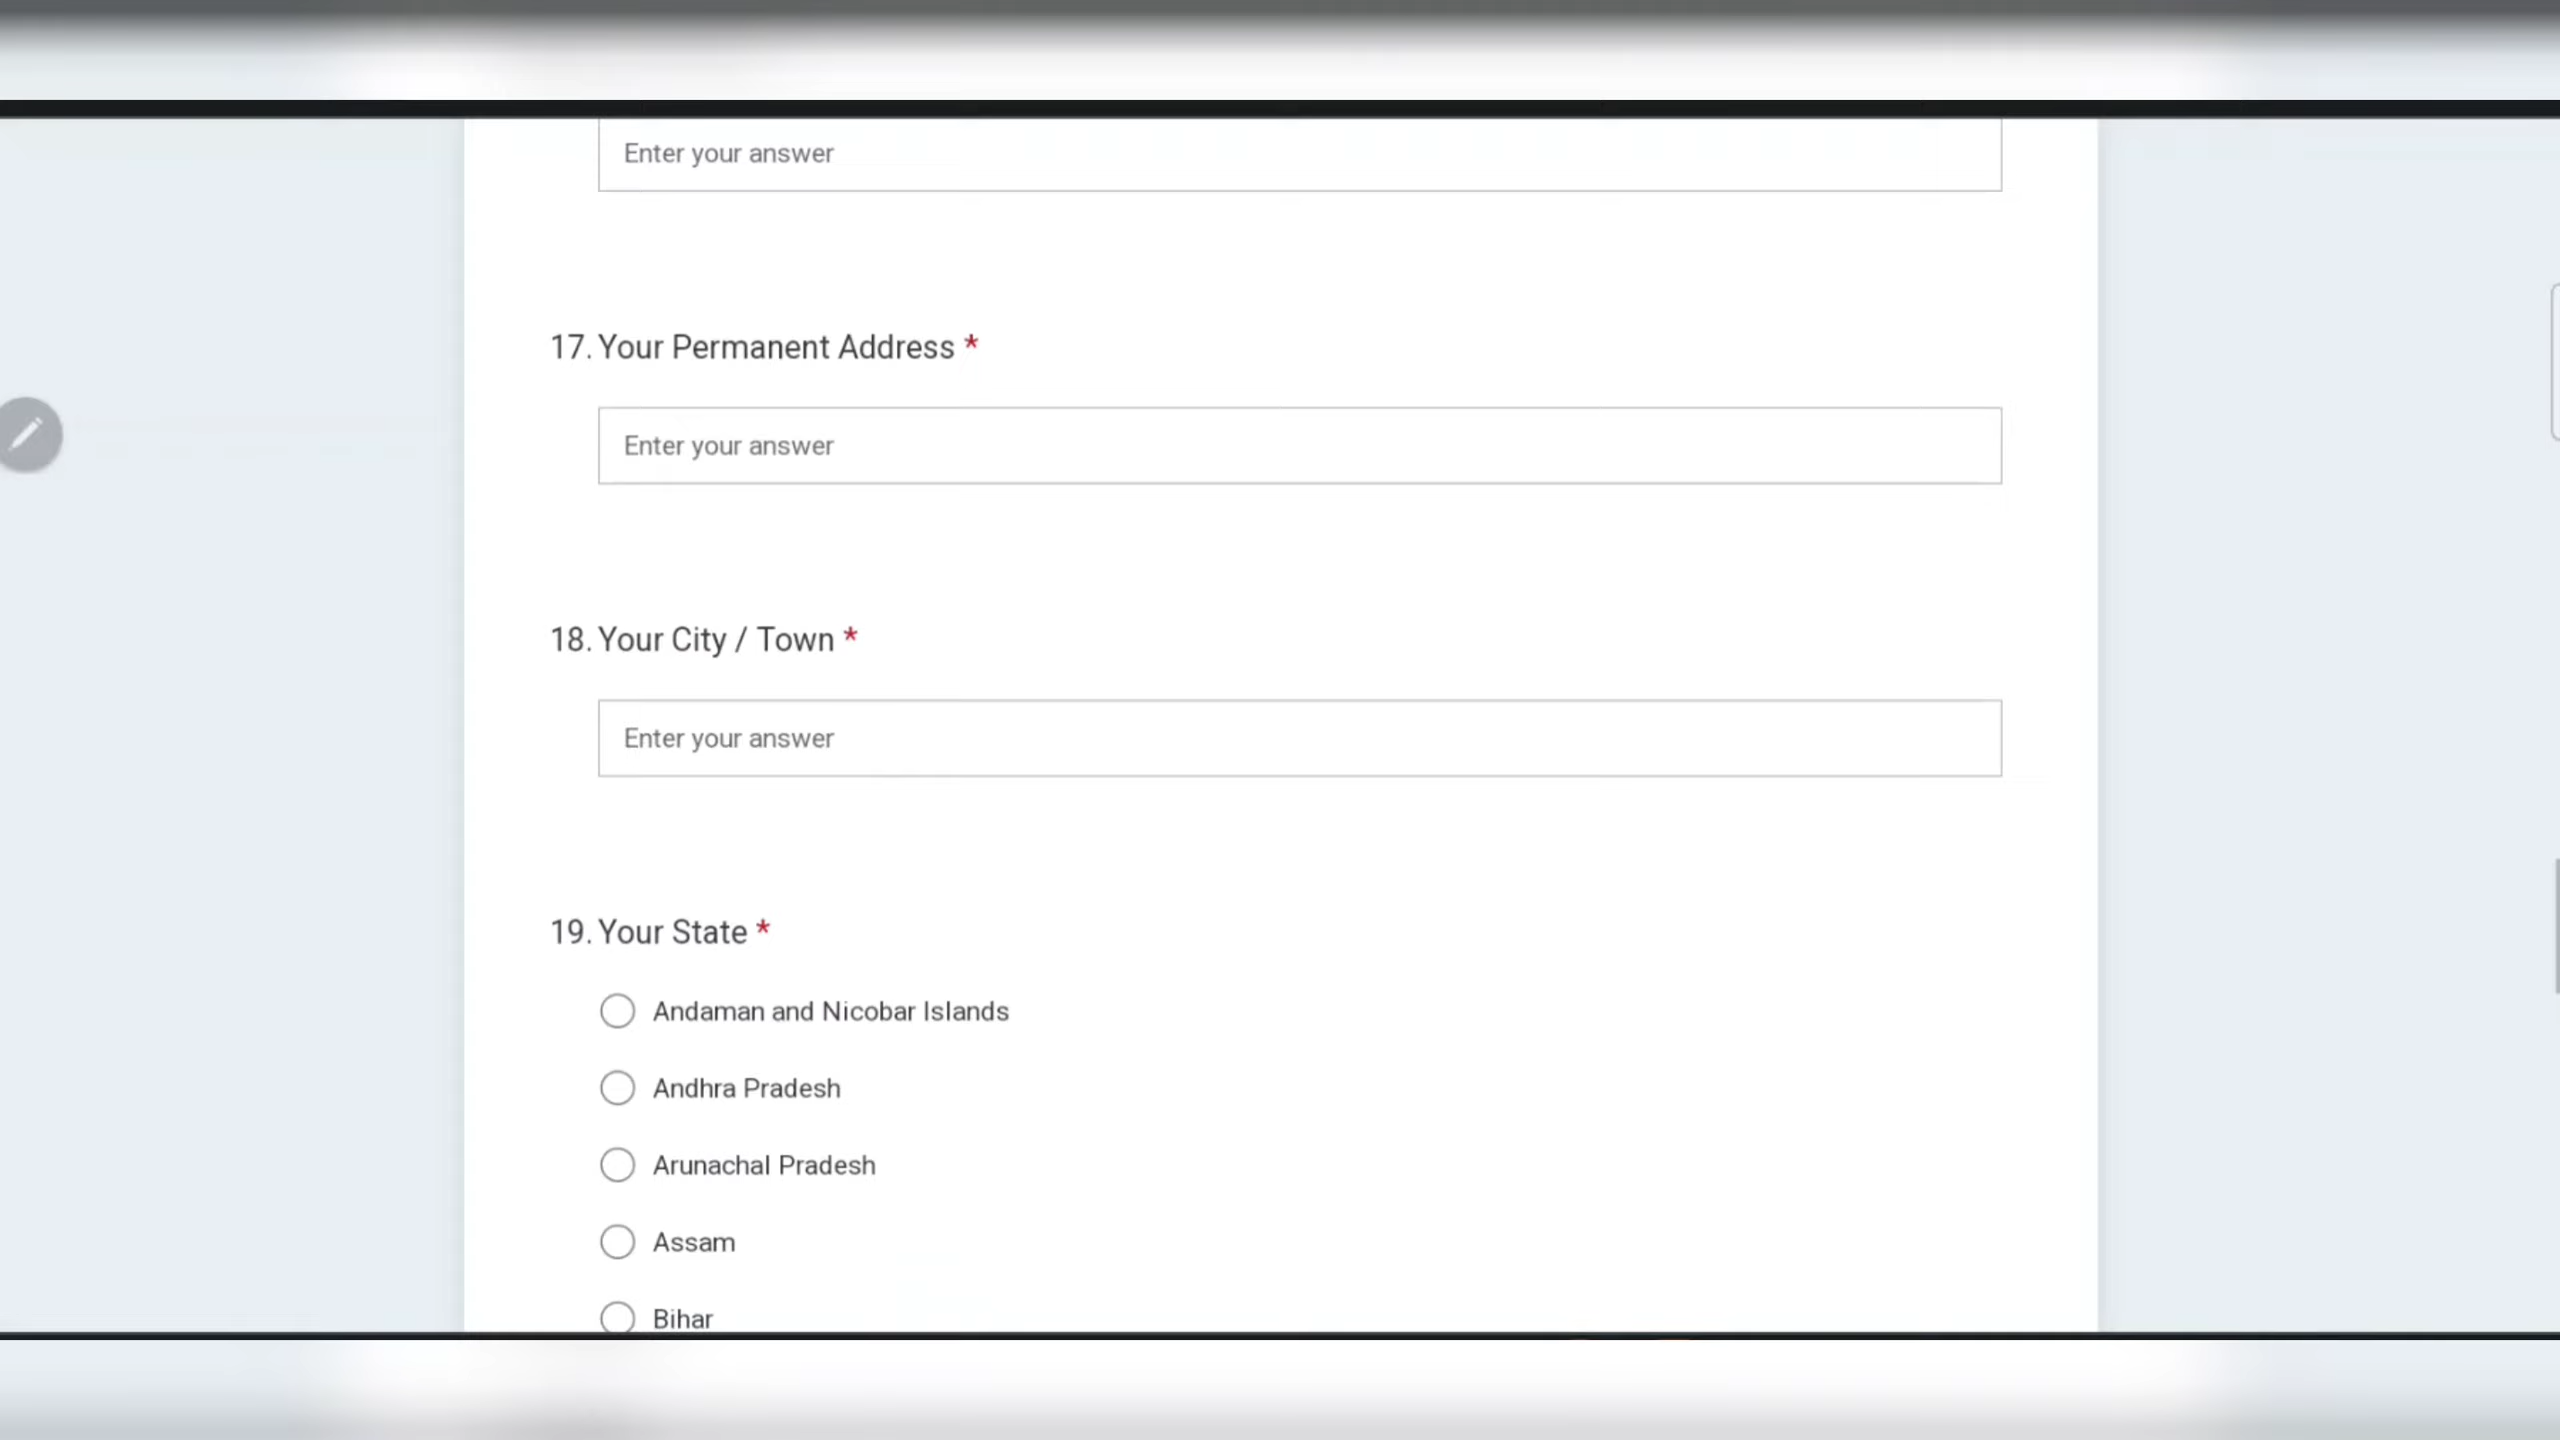 Enter your answer
17. Your Permanent Address *
Enter your answer
18. Your City / Town *
Enter your answer
19. Your State *
Andaman and Nicobar Islands
Andhra Pradesh
Arunachal Pradesh
Assam
Bihar